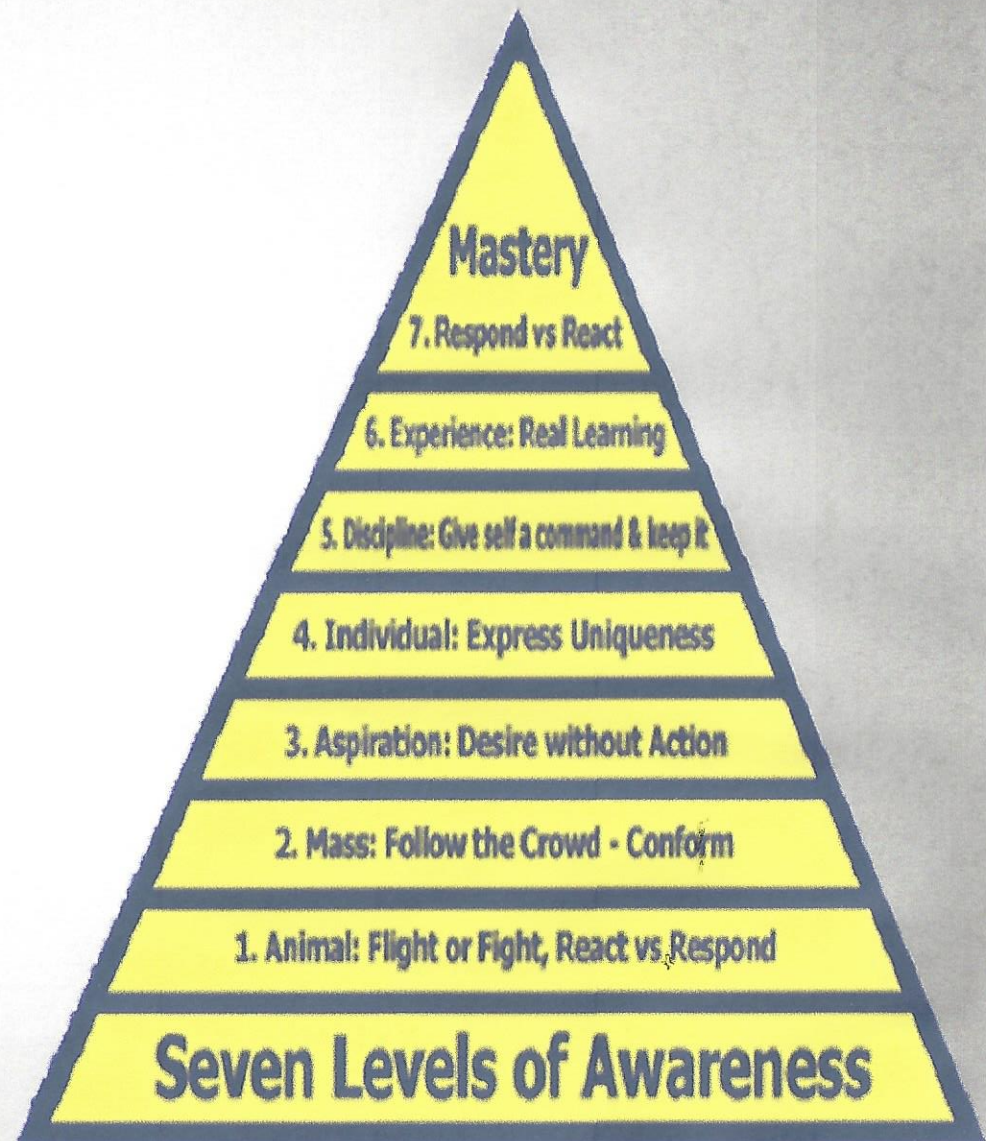 Mastery
7. Respond vs React
6. Experience: Real Learning
5. Discipline: Give self a command & keep it
4. Individual: Express Uniqueness
3. Aspiration: Desire without Action
2. Mass: Follow the Crowd - Conform
1. Animal: Flight or Fight, React vs Respond
Seven Levels of Awareness